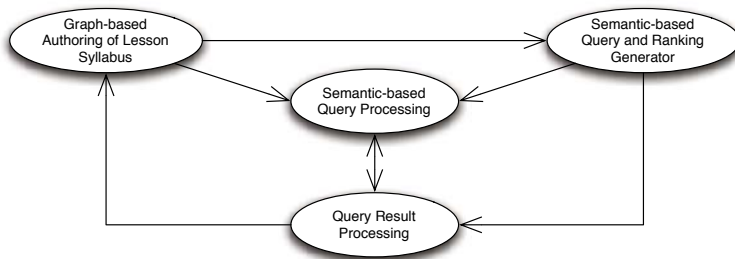 Graph-based
Authoring of Lesson
Syllabus
Semantic-based
Query and Ranking
Generator
Semantic-based
Query Processing
Query Result
Processing